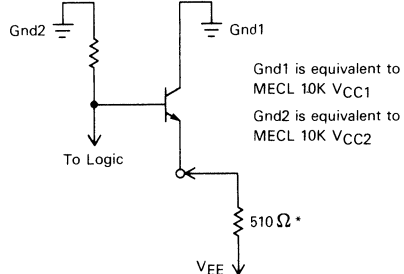 Gnd2
Gnd1
Gnd1 is equivalent to
MECL 10K VCC1
Gnd2 is equivalent to
MECL 10K VCC2
To Logic
510 Ω *
VEE